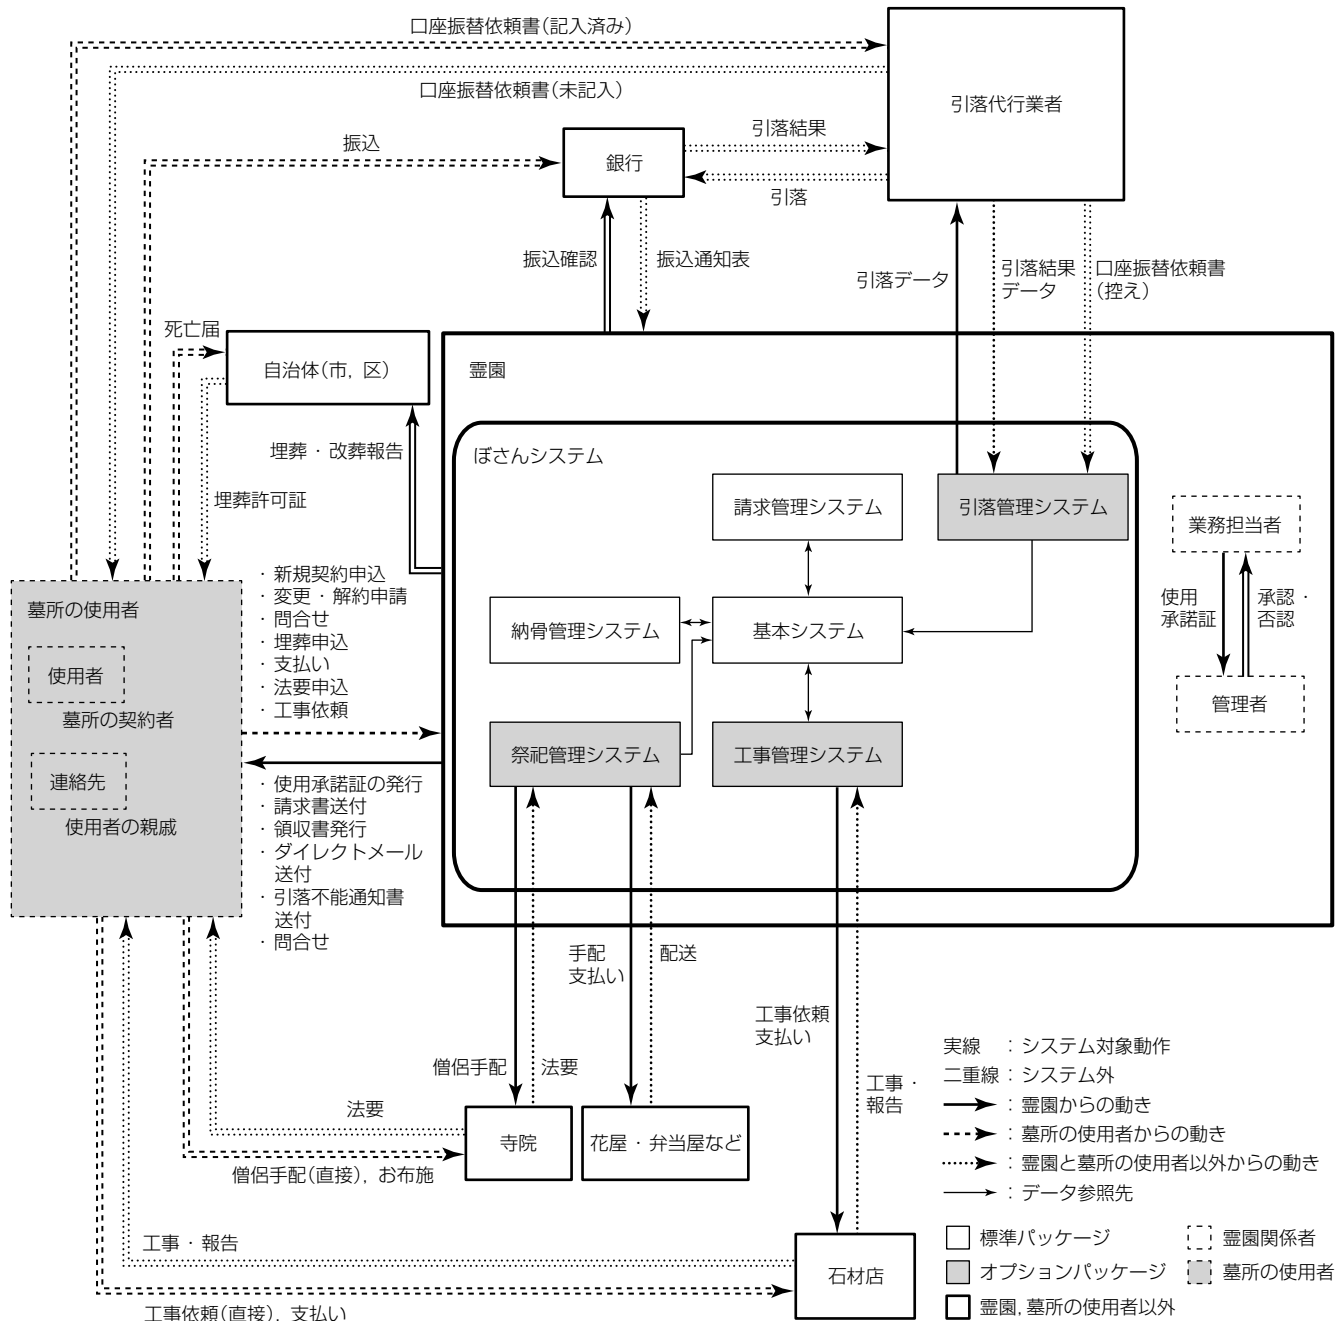 口座振替依頼書(記入済み)
口座振替依頼書(未記入)
引落代行業者
振込
銀行
引落結果
引落
振込確認
振込通知表
引落データ
引落結果
データ
口座振替依頼書
(控え)
死亡届
自治体(市, 区)
霊園
埋葬・改葬報告
埋葬許可証
ぼさんシステム
請求管理システム
引落管理システム
業務担当者
使用
承諾証
承認・
否認
管理者
納骨管理システム
基本システム
祭祀管理システム
工事管理システム
墓所の使用者
使用者
墓所の契約者
連絡先
使用者の親戚
・新規契約申込
・変更・解約申請
・問合せ
・埋葬申込
・支払い
・法要申込
・工事依頼
・使用承諾証の発行
・請求書送付
・領収書発行
・ダイレクトメール
送付
・引落不能通知書
送付
・問合せ
手配
支払い
配送
工事依頼
支払い
工事・
報告
僧侶手配
法要
法要
寺院
花屋・弁当屋など
僧侶手配(直接), お布施
工事・報告
石材店
工事依頼(直接), 支払い
実線 :システム対象動作
二重線:システム外
:霊園からの動き
:墓所の使用者からの動き
:霊園と墓所の使用者以外からの動き
:データ参照先
標準パッケージ
霊園関係者
オプションパッケージ
墓所の使用者
霊園, 墓所の使用者以外